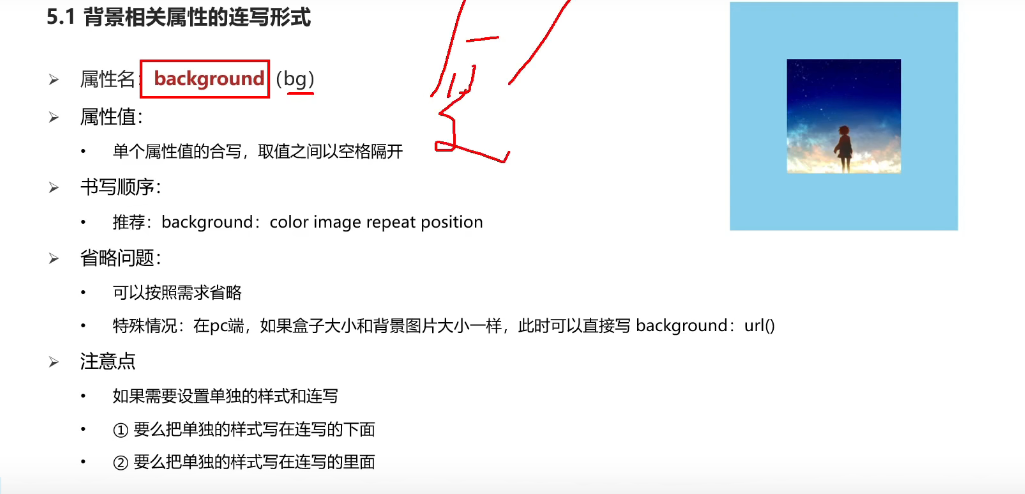 5.1 背景相关属性的连写形式
属性名：background（bg）
属性值：
单个属性值的合写，取值之间以空格隔开
书写顺序：
推荐：background：color image repeat position
省略问题：
可以按照需求省略
特殊情况：在pc端，如果盒子大小和背景图片大小一样，此时可以直接写 background：url()
注意点
如果需要设置单独的样式和连写
① 要么把单独的样式写在连写的下面
② 要么把单独的样式写在连写的里面